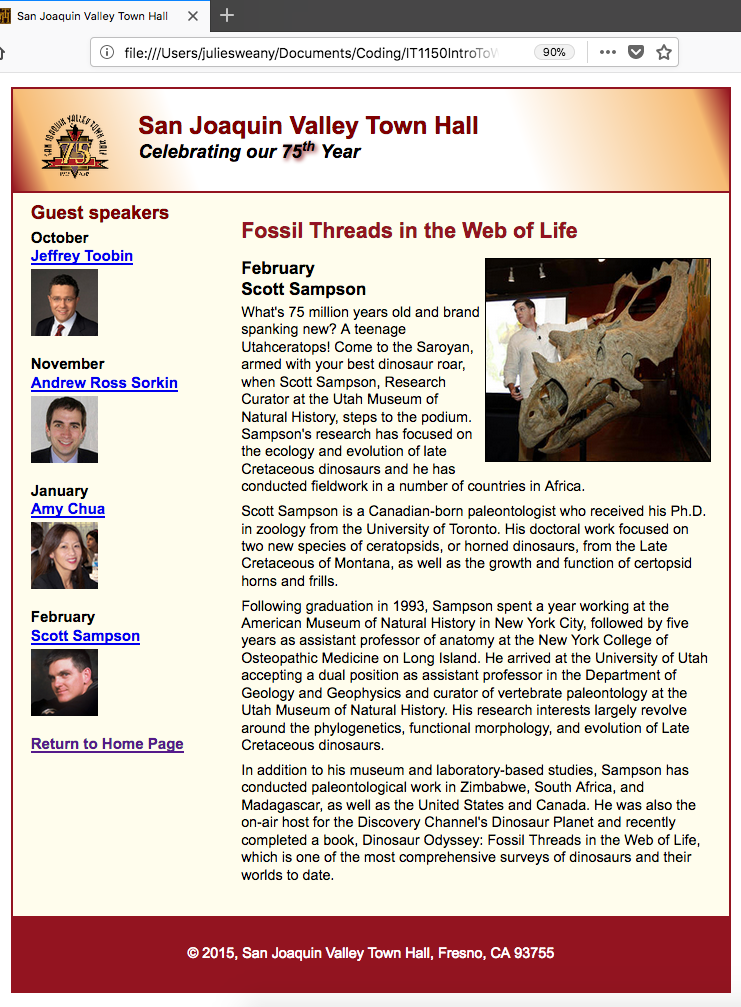 San Joaquin Valley Town Hall
file:///Users/juliesweany/Documents/Coding/IT1150IntroToW
90%
SAN JOAQUIN VALLEY TOWN HALL
75
San Joaquin Valley Town Hall
Celebrating our 75th Year
Guest speakers
October
Jeffrey Toobin
November
Andrew Ross Sorkin
January
Amy Chua
February
Scott Sampson
Return to Home Page
Fossil Threads in the Web of Life
February
Scott Sampson
What's 75 million years old and brand
spanking new? A teenage
Utahceratops! Come to the Saroyan,
armed with your best dinosaur roar,
when Scott Sampson, Research
Curator at the Utah Museum of
Natural History, steps to the podium.
Sampson's research has focused on
the ecology and evolution of late
Cretaceous dinosaurs and he has
conducted fieldwork in a number of countries in Africa.
Scott Sampson is a Canadian-born paleontologist who received his Ph.D.
in zoology from the University of Toronto. His doctoral work focused on
two new species of ceratopsids, or horned dinosaurs, from the Late
Cretaceous of Montana, as well as the growth and function of certopsid
horns and frills.
Following graduation in 1993, Sampson spent a year working at the
American Museum of Natural History in New York City, followed by five
years as assistant professor of anatomy at the New York College of
Osteopathic Medicine on Long Island. He arrived at the University of Utah
accepting a dual position as assistant professor in the Department of
Geology and Geophysics and curator of vertebrate paleontology at the
Utah Museum of Natural History. His research interests largely revolve
around the phylogenetics, functional morphology, and evolution of Late
Cretaceous dinosaurs.
In addition to his museum and laboratory-based studies, Sampson has
conducted paleontological work in Zimbabwe, South Africa, and
Madagascar, as well as the United States and Canada. He was also the
on-air host for the Discovery Channel's Dinosaur Planet and recently
completed a book, Dinosaur Odyssey: Fossil Threads in the Web of Life,
which is one of the most comprehensive surveys of dinosaurs and their
worlds to date.
© 2015, San Joaquin Valley Town Hall, Fresno, CA 93755